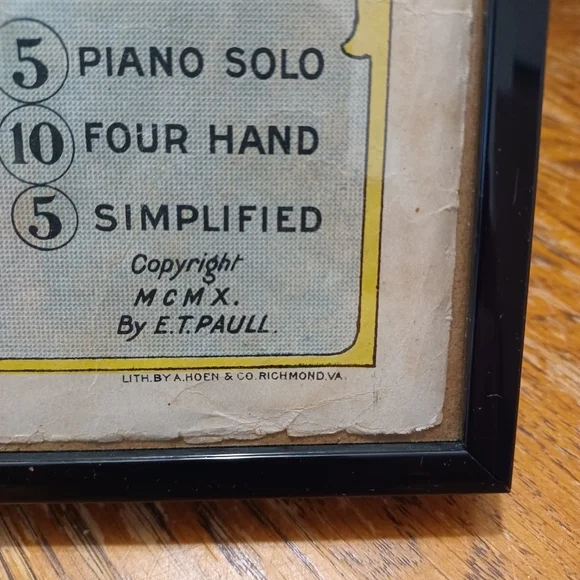 5 PIANO SOLO
10 FOUR HAND
5 SIMPLIFIED
Copyright
MCMX.
By E.T. PAULL.
LITH. BY A. HOEN & CO. RICHMOND. VA.